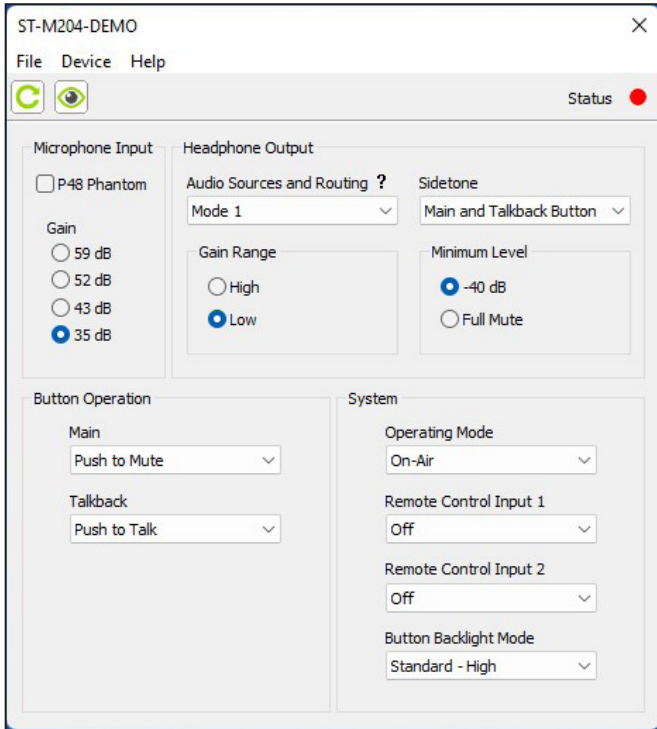 ST-M204-DEMO
File Device Help
Status
Microphone Input
P48 Phantom
Gain
59 dB
52 dB
43 dB
35 dB
Headphone Output
Audio Sources and Routing ?
Mode 1
Sidetone
Main and Talkback Button
Gain Range
High
Low
Minimum Level
-40 dB
Full Mute
Button Operation
Main
Push to Mute
Talkback
Push to Talk
System
Operating Mode
On-Air
Remote Control Input 1
Off
Remote Control Input 2
Off
Button Backlight Mode
Standard - High